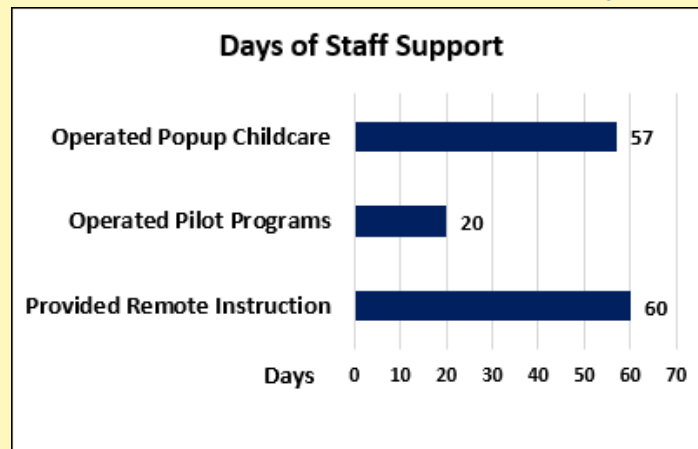 Days of Staff Support
Operated Popup Childcare 57
Operated Pilot Programs 20
Provided Remote Instruction 60
Days 0 10 20 30 40 50 60 70